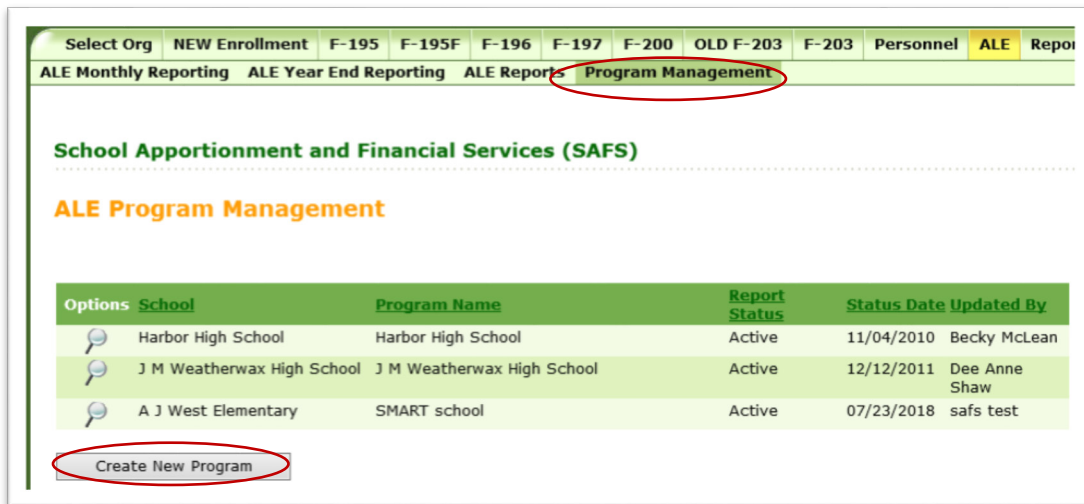 Select Org NEW Enrollment F-195 F-195F F-196 F-197 F-200 OLD F-203 F-203 Personnel ALE Repor
ALE Monthly Reporting ALE Year End Reporting ALE Reports Program Management
School Apportionment and Financial Services (SAFS)
ALE Program Management
Options School Program Name Report Status Status Date Updated By
Harbor High School Harbor High School Active 11/04/2010 Becky McLean
J M Weatherwax High School J M Weatherwax High School Active 12/12/2011 Dee Anne Shaw
A J West Elementary SMART school Active 07/23/2018 safs test
Create New Program